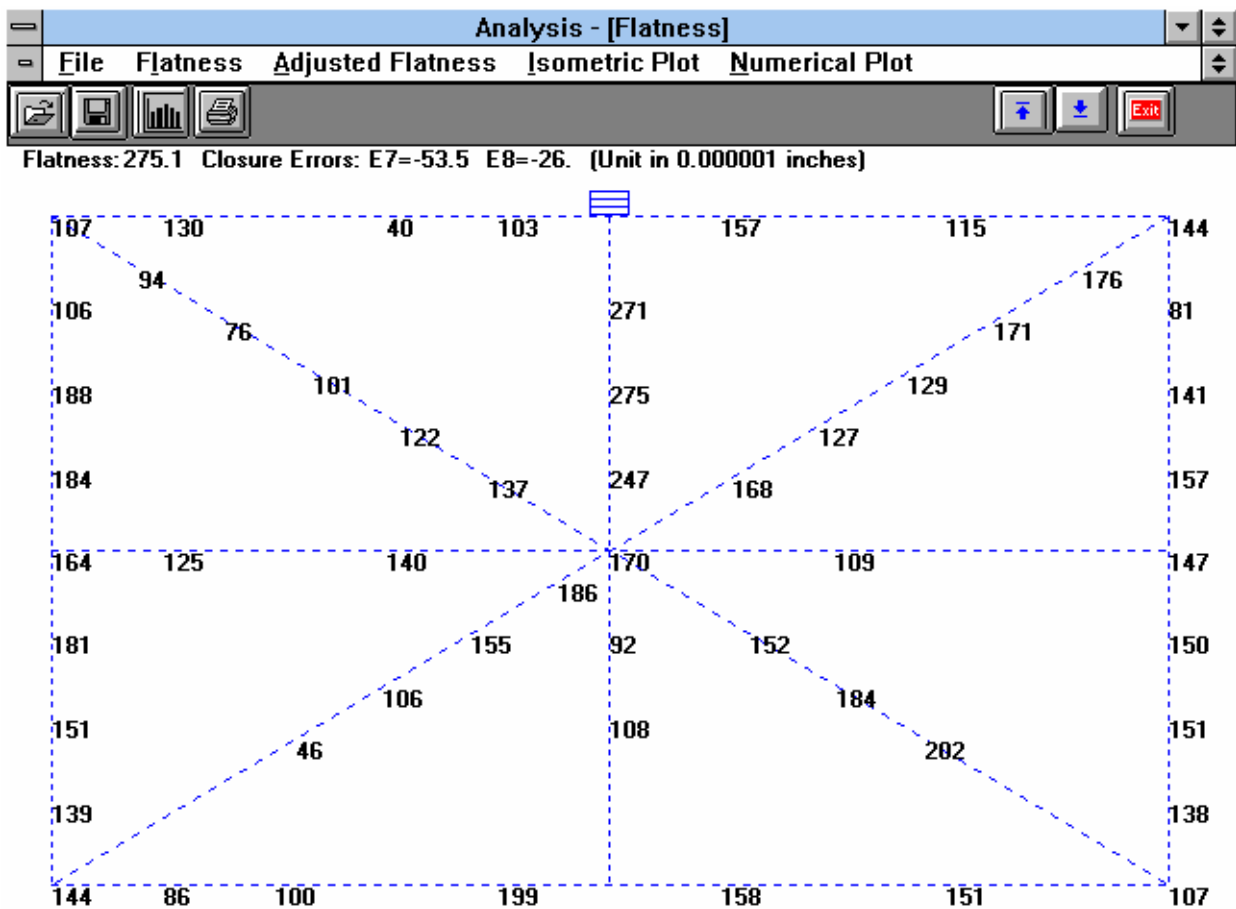 Analysis - [Flatness]
File Flatness Adjusted Flatness Isometric Plot Numerical Plot
Exit
Flatness: 275.1 Closure Errors: E7=-53.5 E8=-26. (Unit in 0.000001 inches)
107 130 40 103 157 115 144
94 176
106 271 81
76 171
101 129
188 275 141
122 127
184 247 157
137 168
164 125 140 170 109 147
186
181 155 92 152 150
106 184
151 108 151
46 202
139 138
144 86 100 199 158 151 107